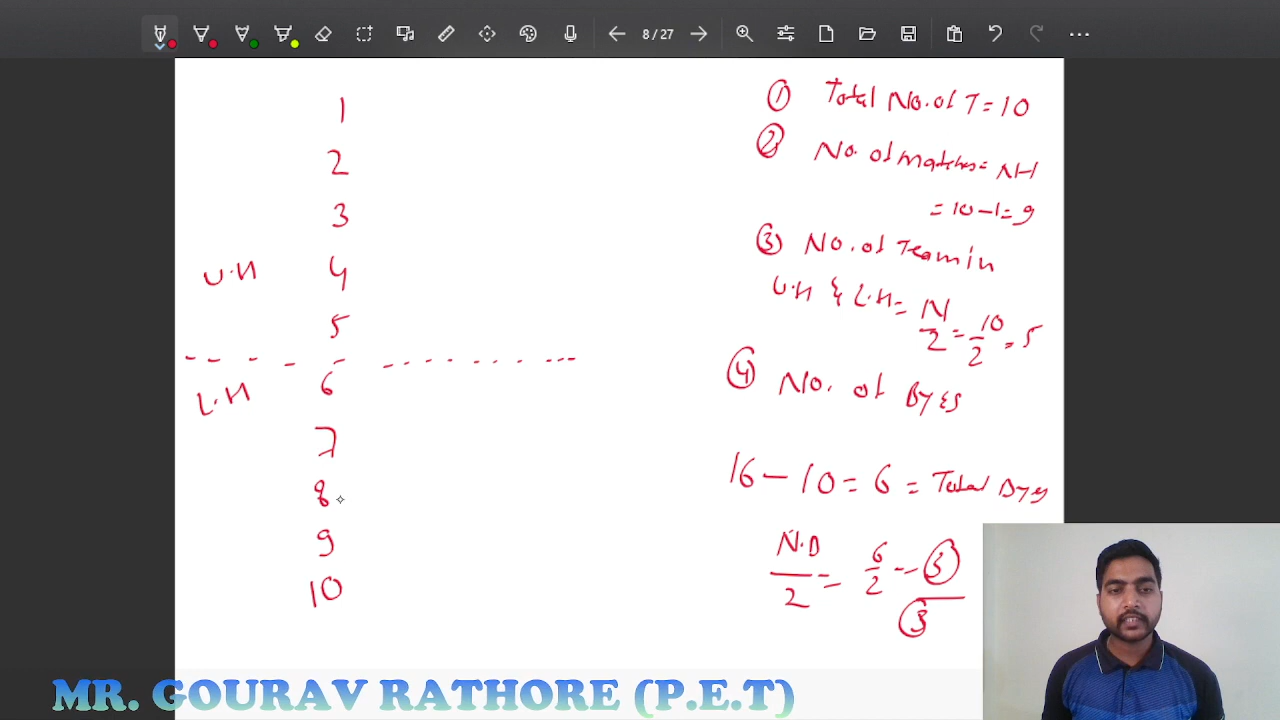 8 / 27
1
2
3
U.H 4
5
L.H 6
7
8
9
10
① Total No. of T = 10
② No. of matches = N-1
= 10 - 1 = 9
③ No. of Team in
U.H & L.H = N/2 = 10/2 = 5
④ No. of Byes
16 - 10 = 6 = Total Byes
N.B/2 = 6/2 - ③
③
MR. GOURAV RATHORE (P.E.T)